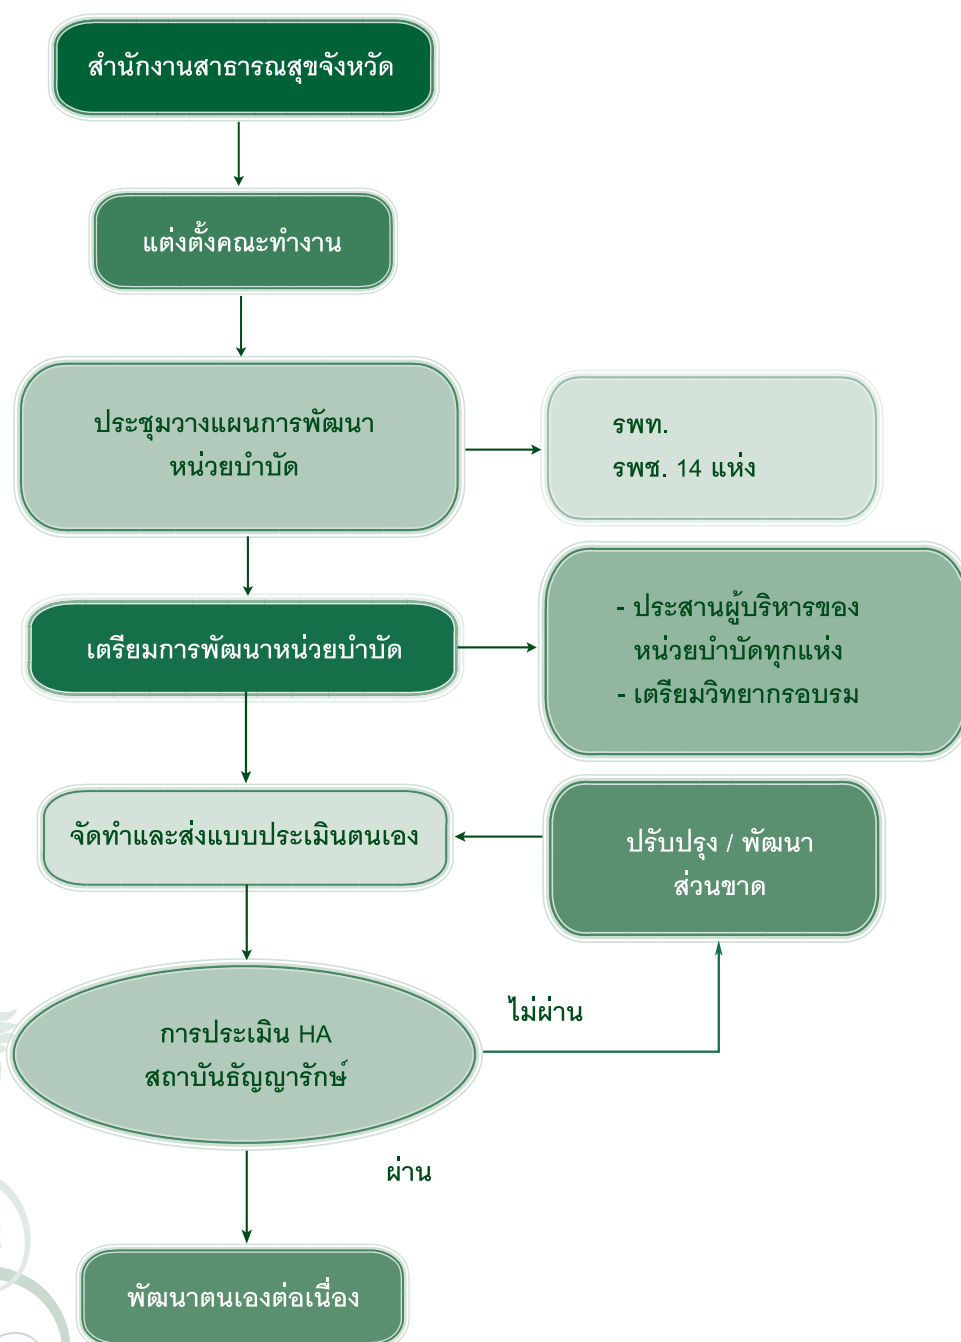 สำนักงานสาธารณสุขจังหวัด
แต่งตั้งคณะทำงาน
ประชุมวางแผนการพัฒนา
หน่วยบำบัด
รพท.
รพช. 14 แห่ง
เตรียมการพัฒนาหน่วยบำบัด
- ประสานผู้บริหารของ
หน่วยบำบัดทุกแห่ง
- เตรียมวิทยากรอบรม
จัดทำและส่งแบบประเมินตนเอง
ปรับปรุง / พัฒนา
ส่วนขาด
ไม่ผ่าน
การประเมิน HA
สถาบันธัญญารักษ์
ผ่าน
พัฒนาตนเองต่อเนื่อง